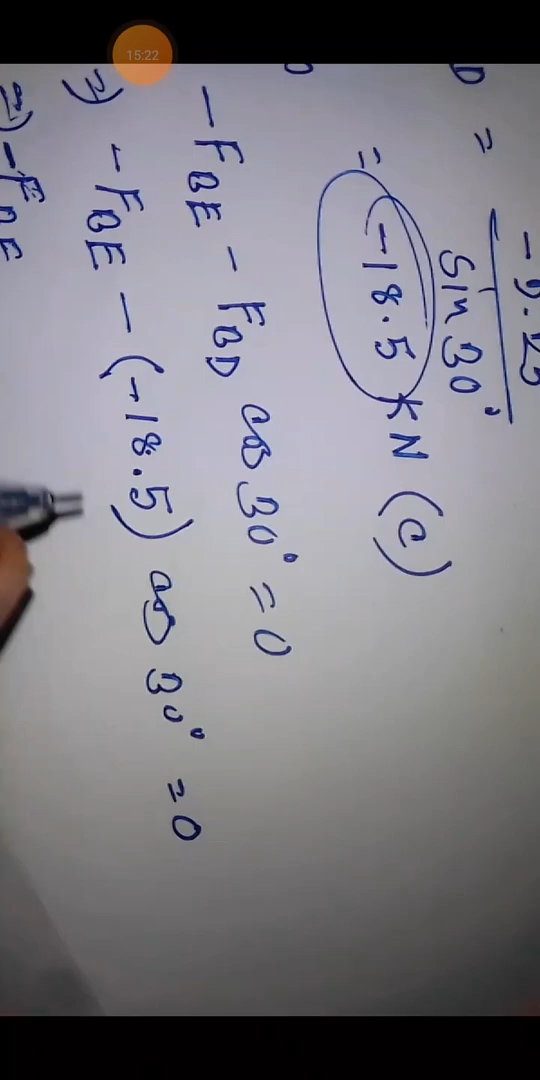 15:22
D = -9.25
sin 30°
= -18.5 KN (C)
-FBE - FBD cos 30° = 0
=) -FBE - (-18.5) cos 30° = 0
=) -FBE